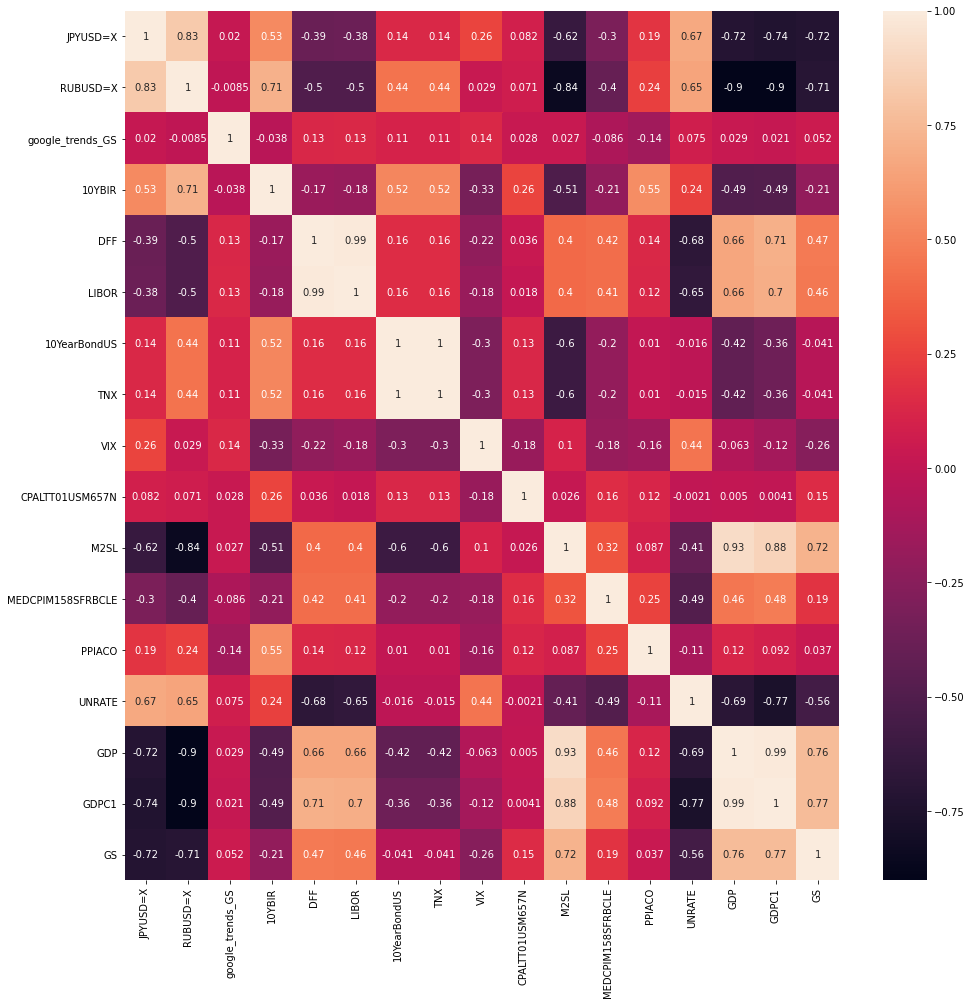 JPYUSD=X 1 0.83 0.02 0.53 -0.39 -0.38 0.14 0.14 0.26 0.082 -0.62 -0.3 0.19 0.67 -0.72 -0.74 -0.72
RUBUSD=X 0.83 1 -0.0085 0.71 -0.5 -0.5 0.44 0.44 0.029 0.071 -0.84 -0.4 0.24 0.65 -0.9 -0.9 -0.71
google_trends_GS 0.02 -0.0085 1 -0.038 0.13 0.13 0.11 0.11 0.14 0.028 0.027 -0.086 -0.14 0.075 0.029 0.021 0.052
10YBIR 0.53 0.71 -0.038 1 -0.17 -0.18 0.52 0.52 -0.33 0.26 -0.51 -0.21 0.55 0.24 -0.49 -0.49 -0.21
DFF -0.39 -0.5 0.13 -0.17 1 0.99 0.16 0.16 -0.22 0.036 0.4 0.42 0.14 -0.68 0.66 0.71 0.47
LIBOR -0.38 -0.5 0.13 -0.18 0.99 1 0.16 0.16 -0.18 0.018 0.4 0.41 0.12 -0.65 0.66 0.7 0.46
10YearBondUS 0.14 0.44 0.11 0.52 0.16 0.16 1 1 -0.3 0.13 -0.6 -0.2 0.01 -0.016 -0.42 -0.36 -0.041
TNX 0.14 0.44 0.11 0.52 0.16 0.16 1 1 -0.3 0.13 -0.6 -0.2 0.01 -0.015 -0.42 -0.36 -0.041
VIX 0.26 0.029 0.14 -0.33 -0.22 -0.18 -0.3 -0.3 1 -0.18 0.1 -0.18 -0.16 0.44 -0.063 -0.12 -0.26
CPALTT01USM657N 0.082 0.071 0.028 0.26 0.036 0.018 0.13 0.13 -0.18 1 0.026 0.16 0.12 -0.0021 0.005 0.0041 0.15
M2SL -0.62 -0.84 0.027 -0.51 0.4 0.4 -0.6 -0.6 0.1 0.026 1 0.32 0.087 -0.41 0.93 0.88 0.72
MEDCPIM158SFRBCLE -0.3 -0.4 -0.086 -0.21 0.42 0.41 -0.2 -0.2 -0.18 0.16 0.32 1 0.25 -0.49 0.46 0.48 0.19
PPIACO 0.19 0.24 -0.14 0.55 0.14 0.12 0.01 0.01 -0.16 0.12 0.087 0.25 1 -0.11 0.12 0.092 0.037
UNRATE 0.67 0.65 0.075 0.24 -0.68 -0.65 -0.016 -0.015 0.44 -0.0021 -0.41 -0.49 -0.11 1 -0.69 -0.77 -0.56
GDP -0.72 -0.9 0.029 -0.49 0.66 0.66 -0.42 -0.42 -0.063 0.005 0.93 0.46 0.12 -0.69 1 0.99 0.76
GDPC1 -0.74 -0.9 0.021 -0.49 0.71 0.7 -0.36 -0.36 -0.12 0.0041 0.88 0.48 0.092 -0.77 0.99 1 0.77
GS -0.72 -0.71 0.052 -0.21 0.47 0.46 -0.041 -0.041 -0.26 0.15 0.72 0.19 0.037 -0.56 0.76 0.77 1
JPYUSD=X
RUBUSD=X
google_trends_GS
10YBIR
DFF
LIBOR
10YearBondUS
TNX
VIX
CPALTT01USM657N
M2SL
MEDCPIM158SFRBCLE
PPIACO
UNRATE
GDP
GDPC1
GS
1.00
0.75
0.50
0.25
0.00
−0.25
−0.50
−0.75